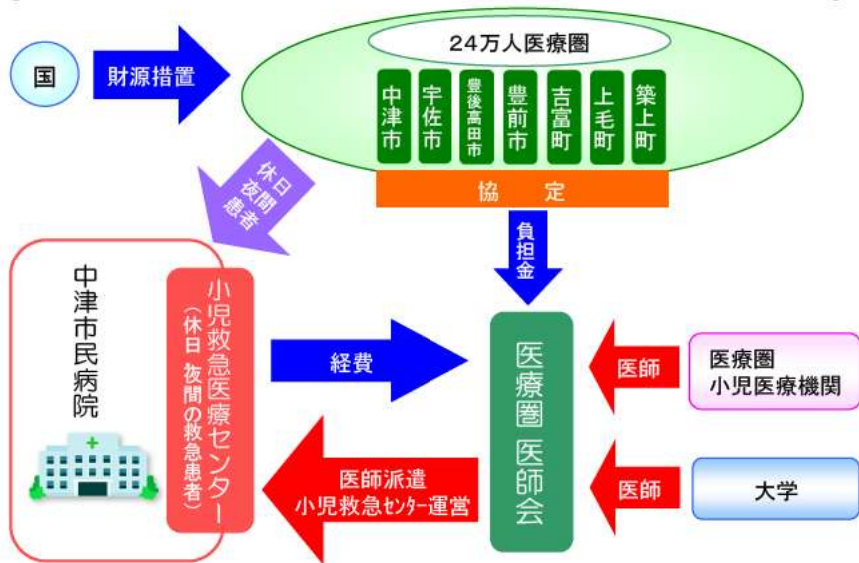 24万人医療圏
国
財源措置
中津市
宇佐市
豊後高田市
豊前市
吉富町
上毛町
築上町
協 定
休日
夜間
患者
負担金
中津市民病院
小児救急医療センター
(休日 夜間の救急患者)
経費
医療圏 医師会
医師
医療圏
小児医療機関
医師派遣
小児救急センター運営
医師
大学